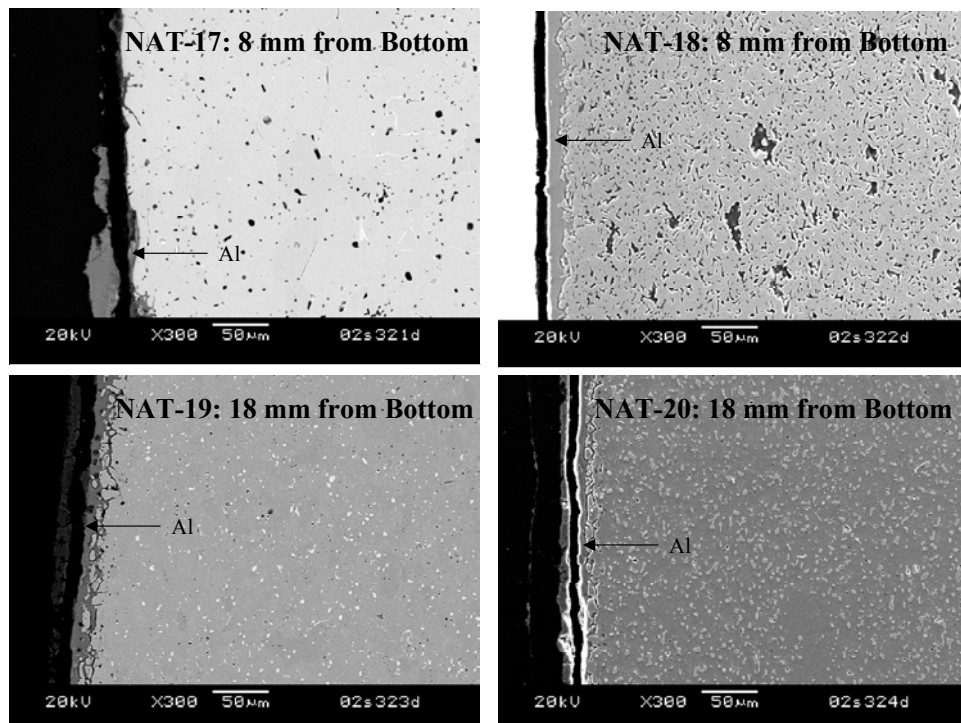 NAT-17: 8 mm from Bottom
Al
20kV X300 50μm 02s321d
NAT-18: 8 mm from Bottom
Al
20kV X300 50μm 02s322d
NAT-19: 18 mm from Bottom
Al
20kV X300 50μm 02s323d
NAT-20: 18 mm from Bottom
Al
20kV X300 50μm 02s324d